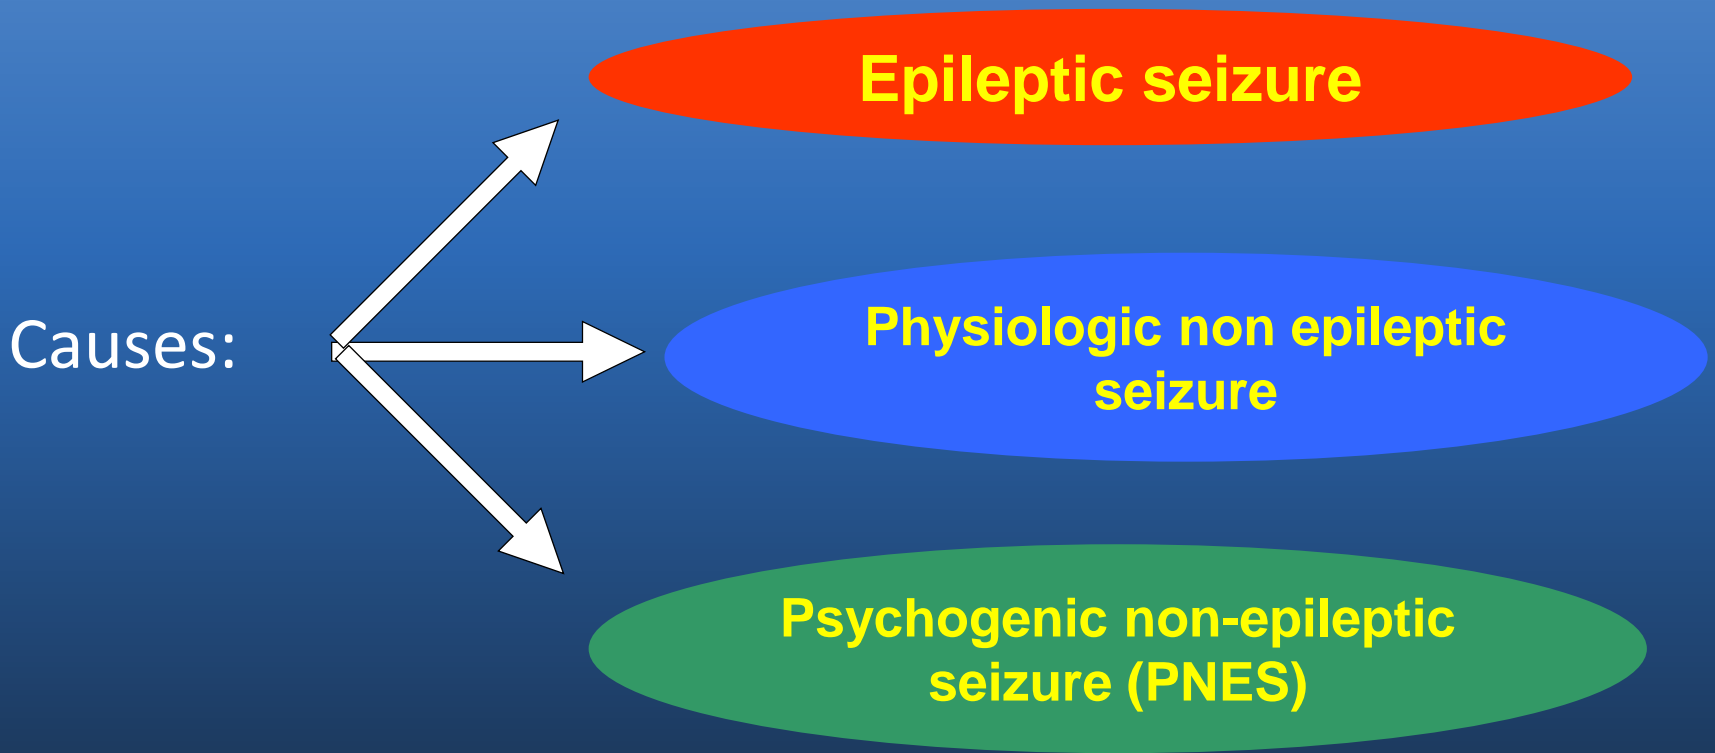 Epileptic seizure
Causes:
Physiologic non epileptic
seizure
Psychogenic non-epileptic
seizure (PNES)